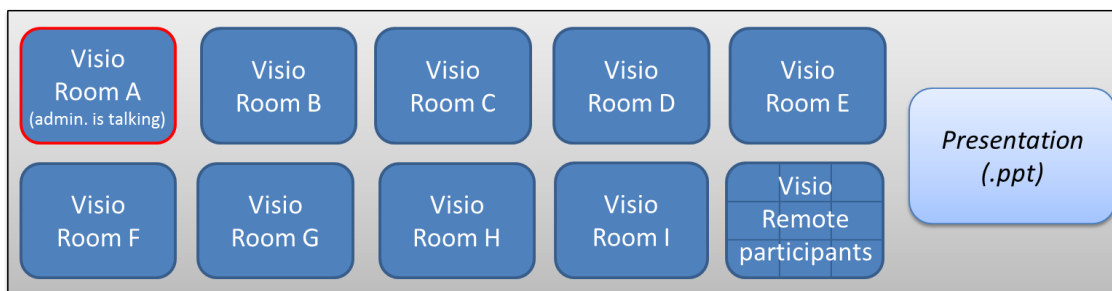 Visio
Room A
(admin. is talking)
Visio
Room B
Visio
Room C
Visio
Room D
Visio
Room E
Presentation
(.ppt)
Visio
Room F
Visio
Room G
Visio
Room H
Visio
Room I
Visio
Remote
participants